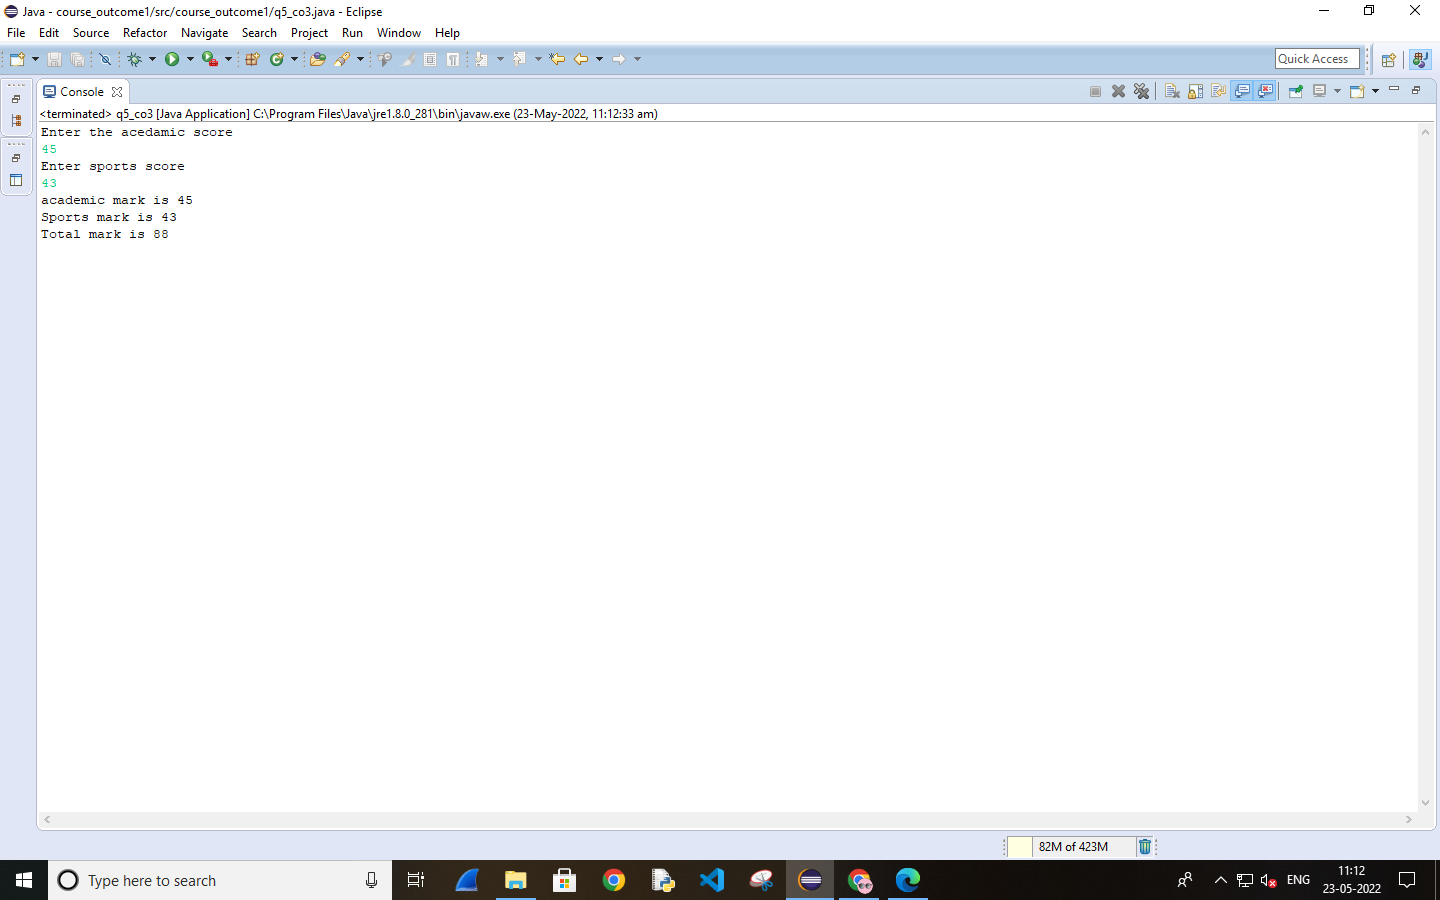 Java - course_outcome1/src/course_outcome1/q5_co3.java - Eclipse
File Edit Source Refactor Navigate Search Project Run Window Help
Quick Access
Console
<terminated> q5_co3 [Java Application] C:\Program Files\Java\jre1.8.0_281\bin\javaw.exe (23-May-2022, 11:12:33 am)
Enter the acedamic score
45
Enter sports score
43
academic mark is 45
Sports mark is 43
Total mark is 88
82M of 423M
Type here to search
ENG
11:12
23-05-2022